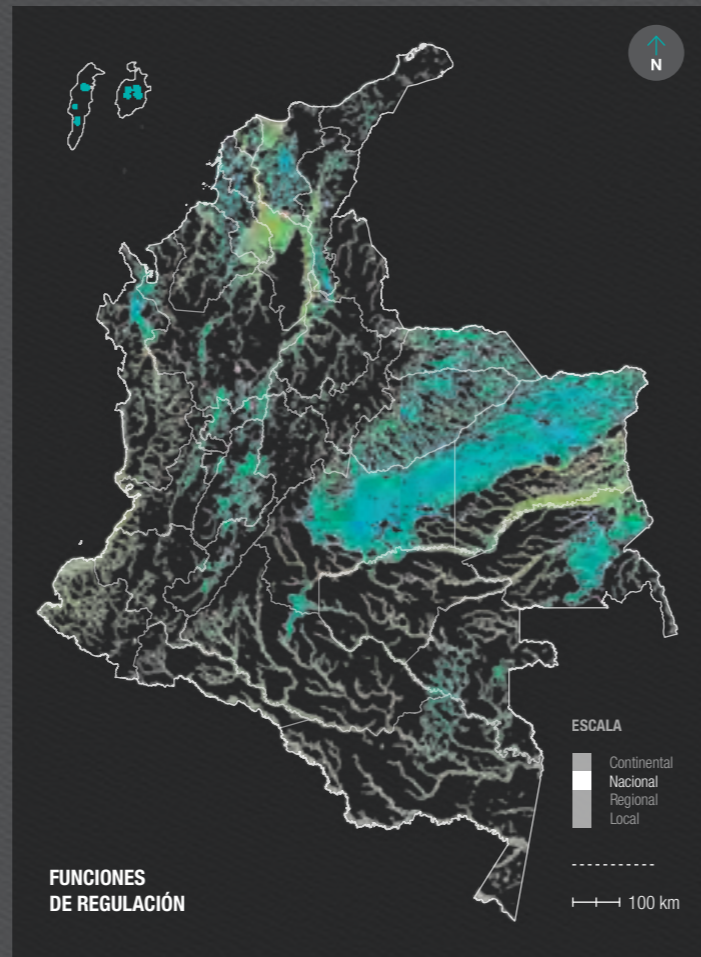 N
ESCALA
Continental
Nacional
Regional
Local
100 km
FUNCIONES
DE REGULACIÓN